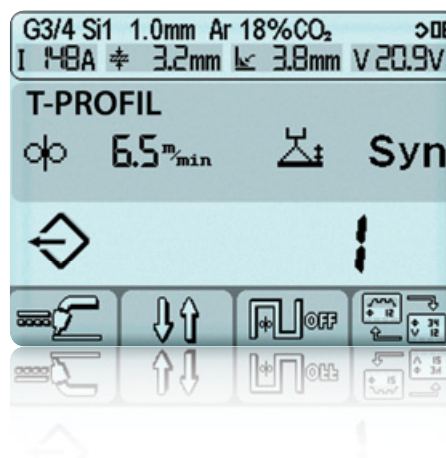 G3/4 Si1 1.0mm Ar 18%CO₂
I 148A 3.2mm 3.8mm V 20.9V
T-PROFIL
6.5 m/min Syn
1
OFF